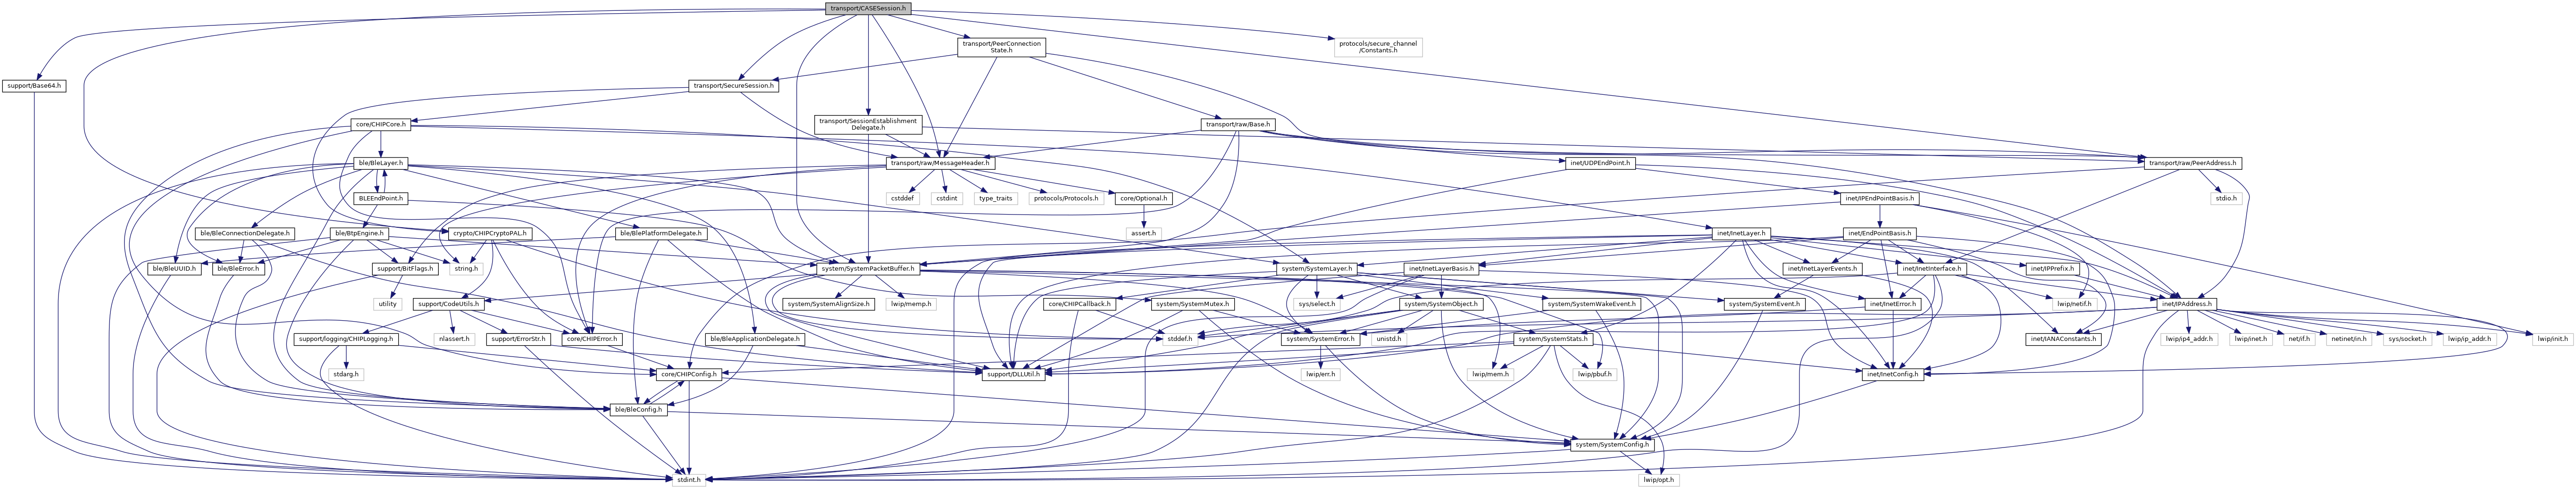 transport/CASESession.h
transport/PeerConnection
State.h
protocols/secure_channel
/Constants.h
support/Base64.h
transport/SecureSession.h
core/CHIPCore.h
transport/SessionEstablishment
Delegate.h
transport/raw/Base.h
ble/BleLayer.h
transport/raw/MessageHeader.h
inet/UDPEndPoint.h
transport/raw/PeerAddress.h
BLEEndPoint.h
cstddef
cstdint
type_traits
protocols/Protocols.h
core/Optional.h
inet/IPEndPointBasis.h
stdio.h
ble/BleConnectionDelegate.h
ble/BtpEngine.h
crypto/CHIPCryptoPAL.h
ble/BlePlatformDelegate.h
assert.h
inet/InetLayer.h
inet/EndPointBasis.h
ble/BleUUID.h
ble/BleError.h
support/BitFlags.h
string.h
system/SystemPacketBuffer.h
system/SystemLayer.h
inet/InetLayerBasis.h
inet/InetLayerEvents.h
inet/InetInterface.h
inet/IPPrefix.h
utility
support/CodeUtils.h
system/SystemAlignSize.h
lwip/memp.h
core/CHIPCallback.h
system/SystemMutex.h
sys/select.h
system/SystemObject.h
system/SystemWakeEvent.h
system/SystemEvent.h
inet/InetError.h
lwip/netif.h
inet/IPAddress.h
support/logging/CHIPLogging.h
nlassert.h
support/ErrorStr.h
core/CHIPError.h
ble/BleApplicationDelegate.h
stddef.h
system/SystemError.h
unistd.h
system/SystemStats.h
inet/IANAConstants.h
lwip/ip4_addr.h
lwip/inet.h
net/if.h
netinet/in.h
sys/socket.h
lwip/ip_addr.h
lwip/init.h
stdarg.h
core/CHIPConfig.h
support/DLLUtil.h
lwip/err.h
lwip/mem.h
lwip/pbuf.h
inet/InetConfig.h
ble/BleConfig.h
system/SystemConfig.h
stdint.h
lwip/opt.h